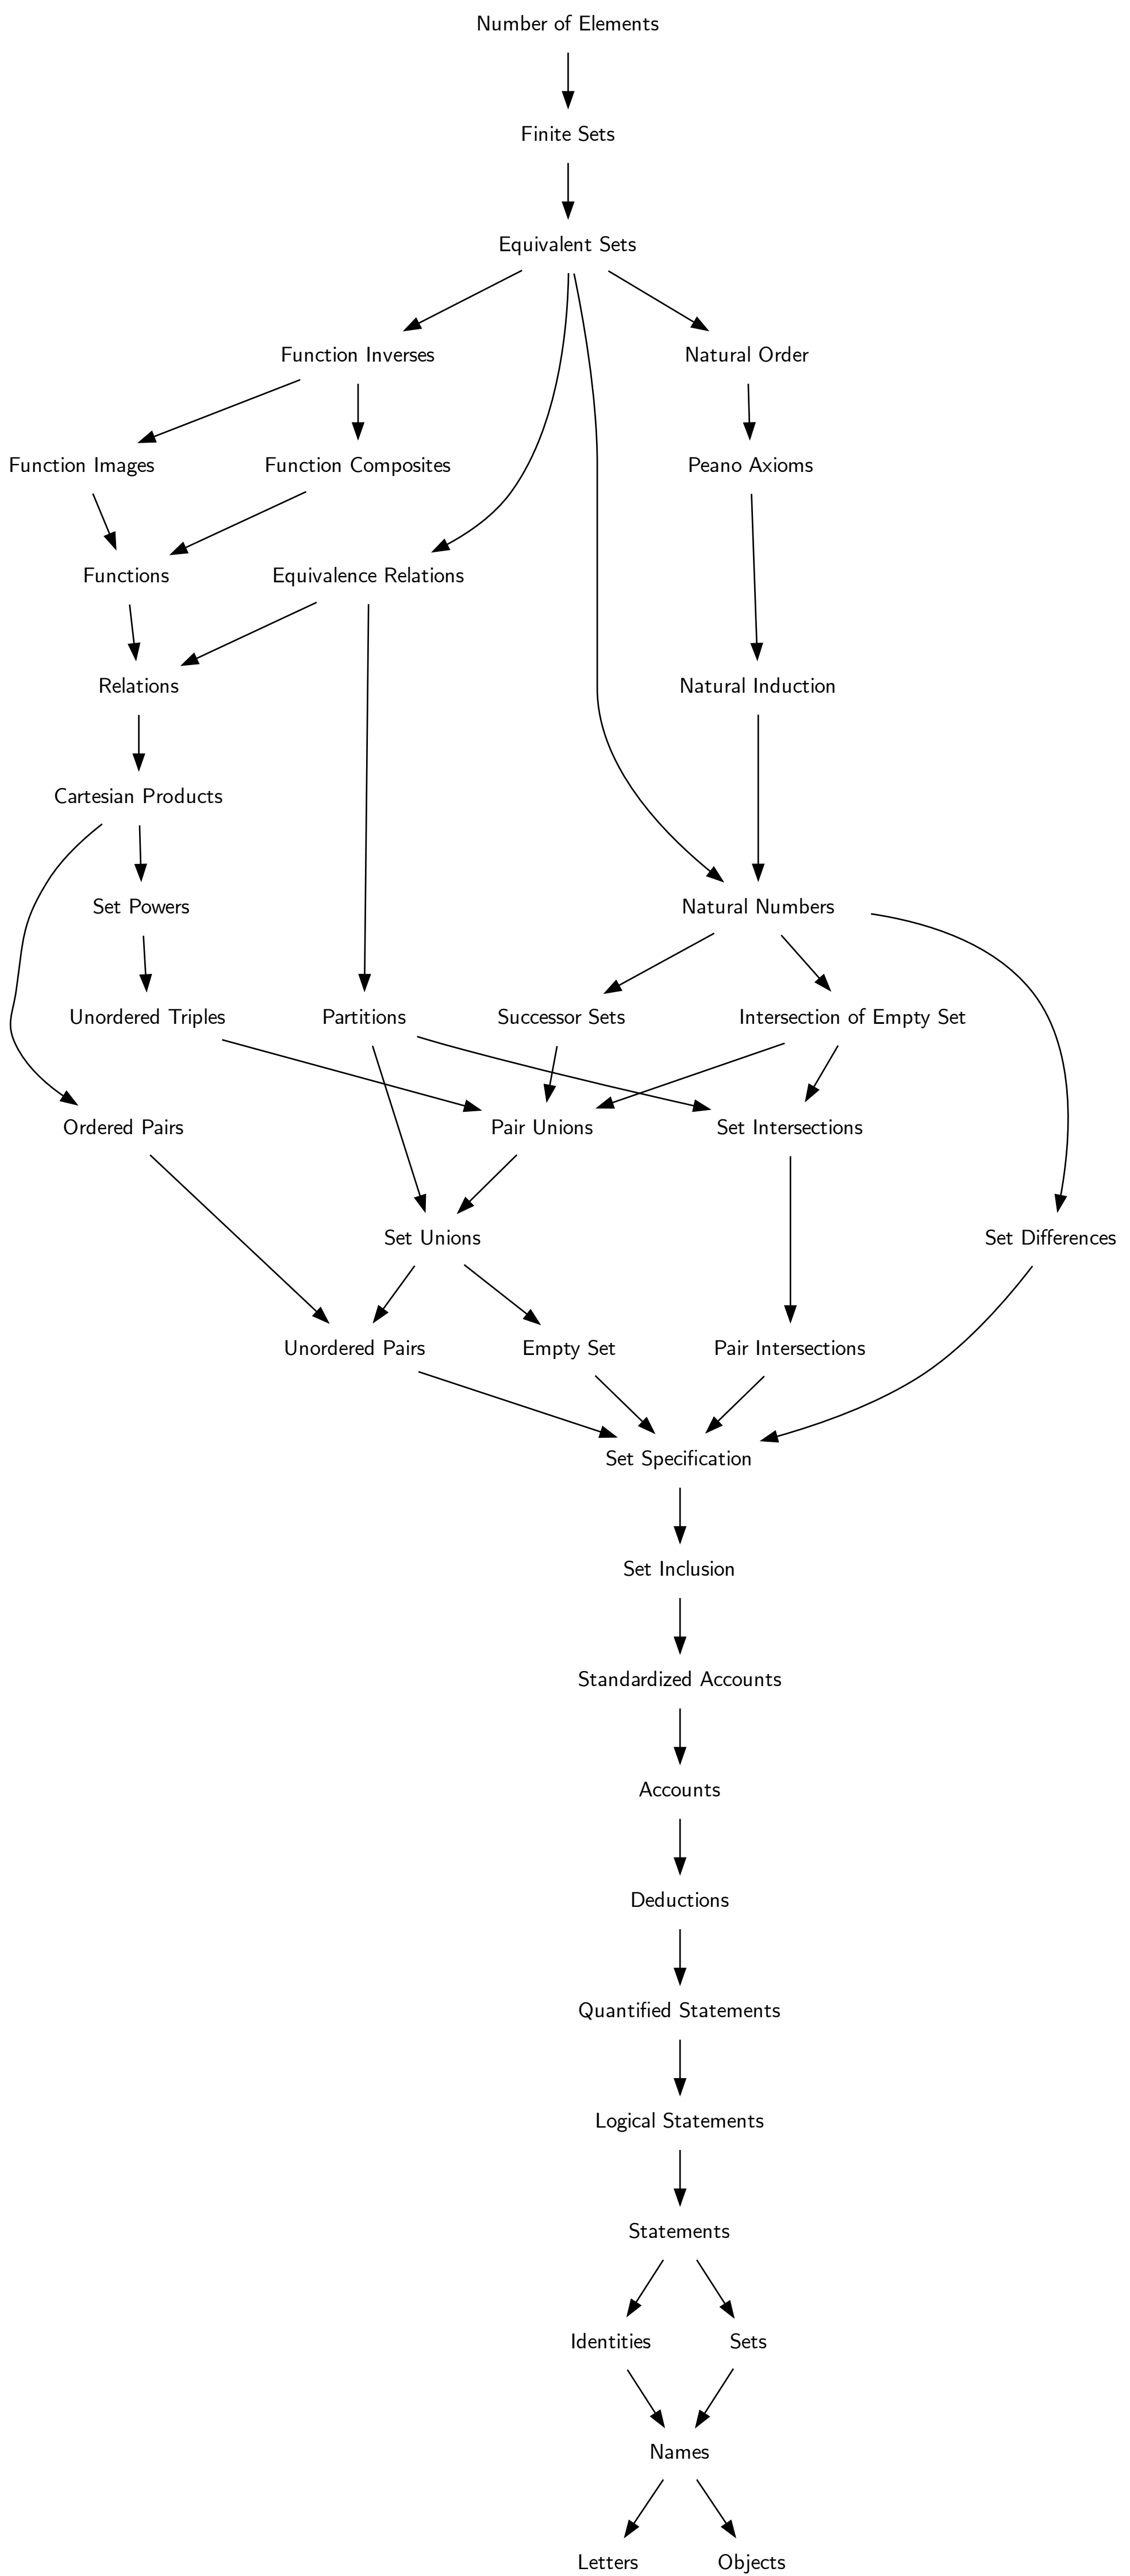 Number of Elements
Finite Sets
Equivalent Sets
Function Inverses
Natural Order
Function Images
Function Composites
Peano Axioms
Functions
Equivalence Relations
Relations
Natural Induction
Cartesian Products
Set Powers
Natural Numbers
Unordered Triples
Partitions
Successor Sets
Intersection of Empty Set
Ordered Pairs
Pair Unions
Set Intersections
Set Unions
Set Differences
Unordered Pairs
Empty Set
Pair Intersections
Set Specification
Set Inclusion
Standardized Accounts
Accounts
Deductions
Quantified Statements
Logical Statements
Statements
Identities
Sets
Names
Letters
Objects